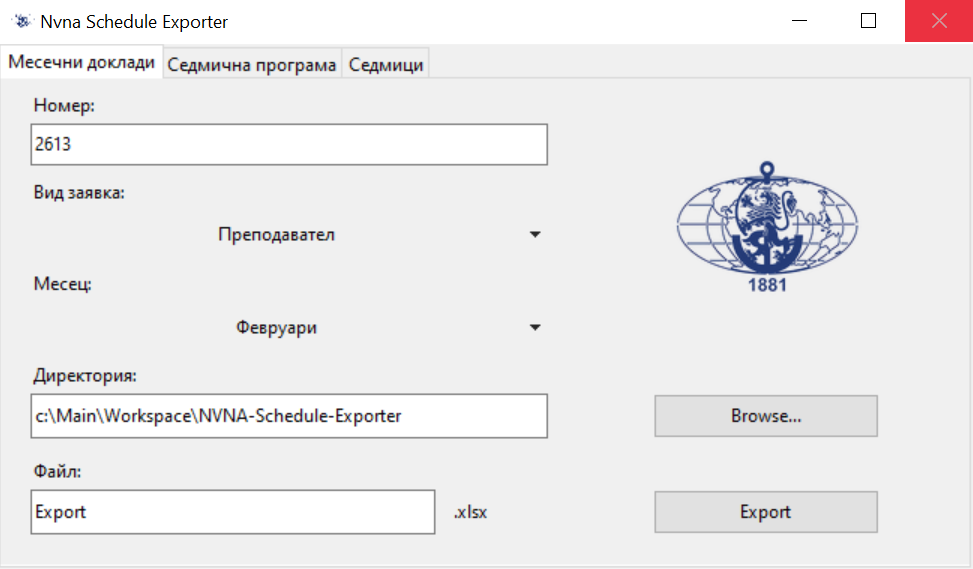 Nvna Schedule Exporter
Месечни доклади Седмична програма Седмици
Номер:
2613
Вид заявка:
Преподавател
Месец:
Февруари
1881
Директория:
c:\Main\Workspace\NVNA-Schedule-Exporter
Browse...
Файл:
Export
.xlsx
Export